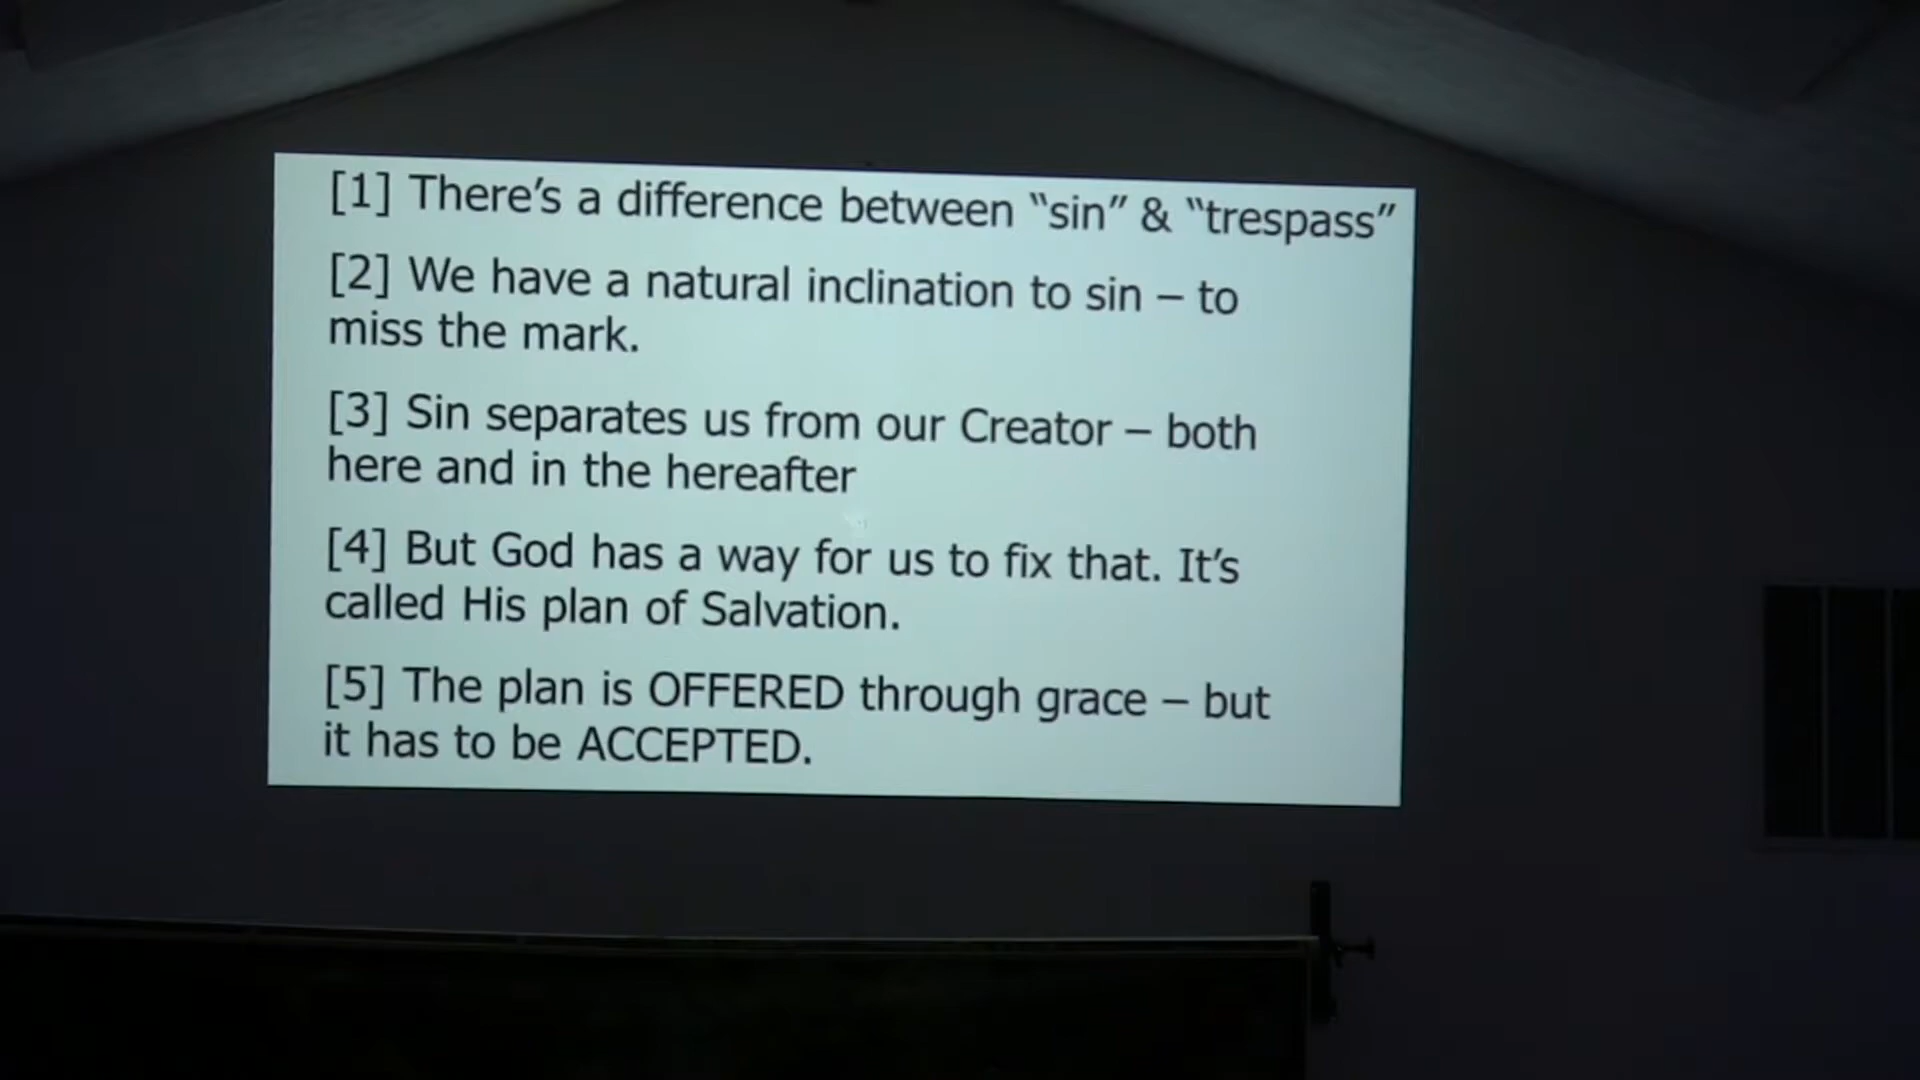 [1] There’s a difference between “sin” & “trespass”
[2] We have a natural inclination to sin – to
miss the mark.
[3] Sin separates us from our Creator – both
here and in the hereafter
[4] But God has a way for us to fix that. It’s
called His plan of Salvation.
[5] The plan is OFFERED through grace – but
it has to be ACCEPTED.